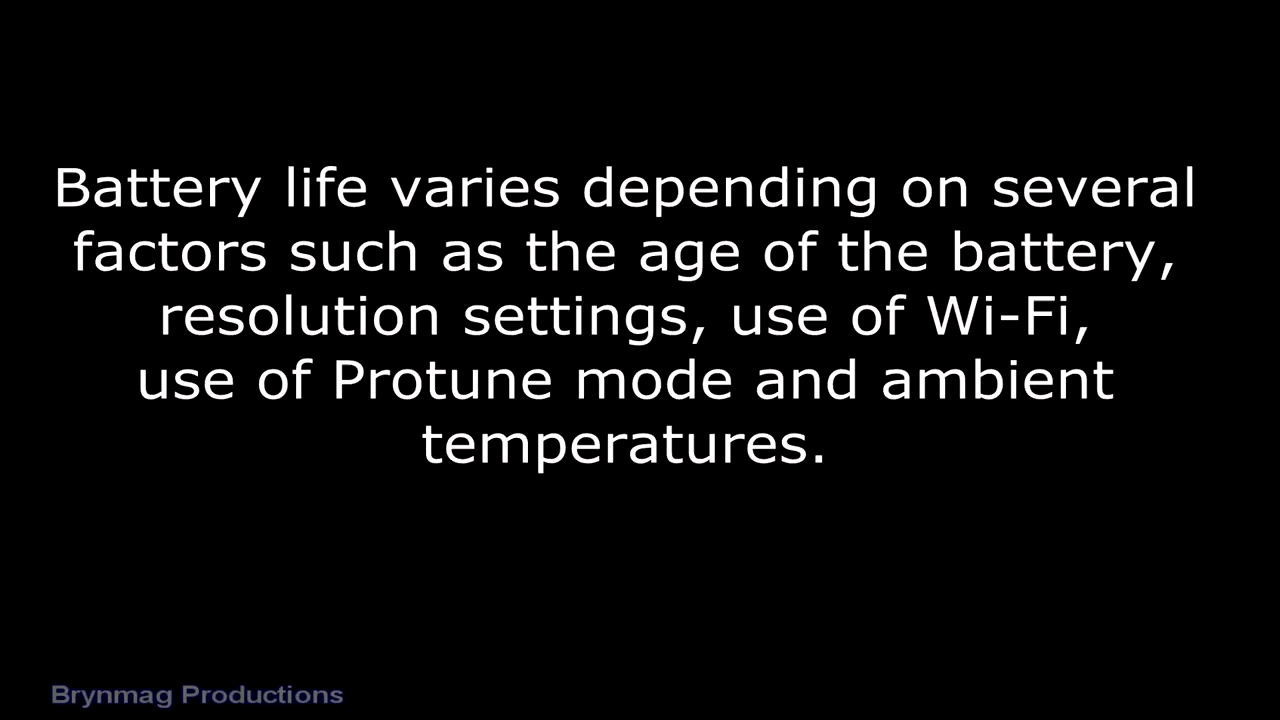 Battery life varies depending on several
factors such as the age of the battery,
resolution settings, use of Wi-Fi,
use of Protune mode and ambient
temperatures.
Brynmag Productions